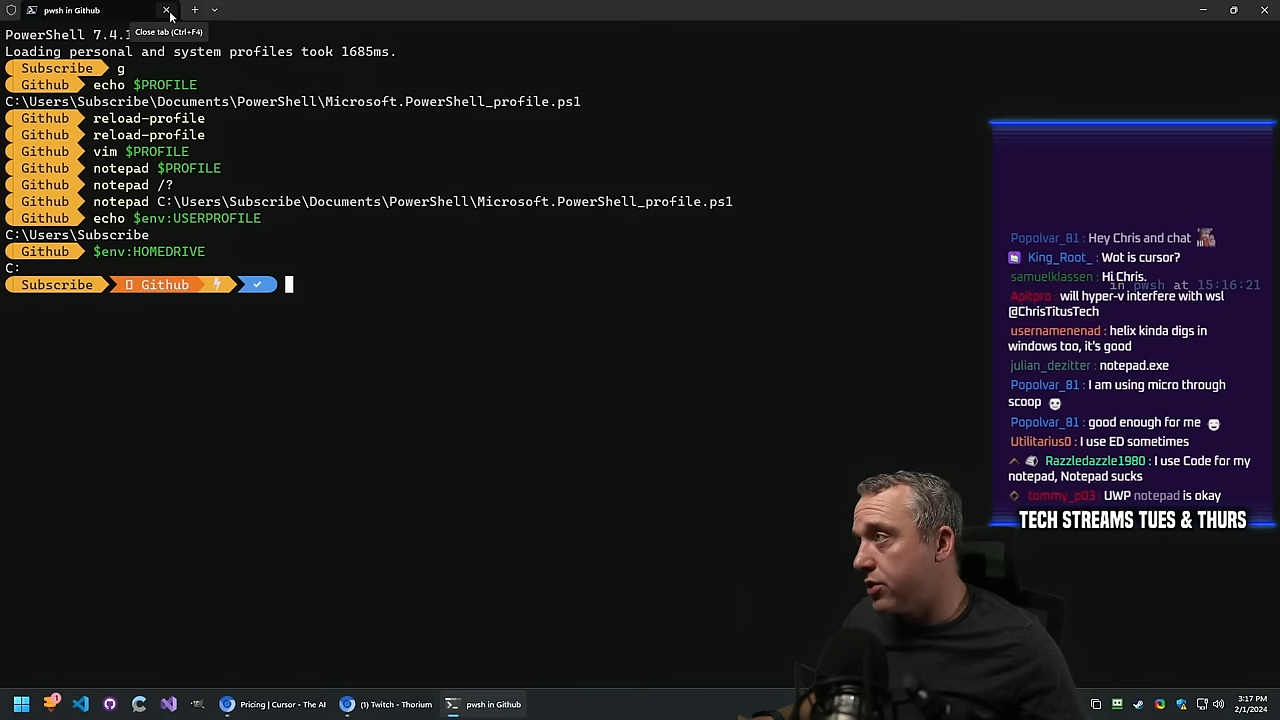 pwsh in Github
Close tab (Ctrl+F4)
PowerShell 7.4.1
Loading personal and system profiles took 1685ms.
Subscribe g
Github echo $PROFILE
C:\Users\Subscribe\Documents\PowerShell\Microsoft.PowerShell_profile.ps1
Github reload-profile
Github reload-profile
Github vim $PROFILE
Github notepad $PROFILE
Github notepad /?
Github notepad C:\Users\Subscribe\Documents\PowerShell\Microsoft.PowerShell_profile.ps1
Github echo $env:USERPROFILE
C:\Users\Subscribe
Github $env:HOMEDRIVE
C:
Subscribe Github
in pwsh at 15:16:21
Popolvar_81 : Hey Chris and chat
King_Root_ : Wot is cursor?
samuelklassen : Hi Chris.
Apitpro : will hyper-v interfere with wsl
@ChrisTitusTech
usernamenenad : helix kinda digs in
windows too, it's good
julian_dezitter : notepad.exe
Popolvar_81 : I am using micro through
scoop
Popolvar_81 : good enough for me
Utilitarius0 : I use ED sometimes
Razzledazzle1980 : I use Code for my
notepad, Notepad sucks
tommy_p03 : UWP notepad is okay
TECH STREAMS TUES & THURS
1
Pricing | Cursor - The AI
(1) Twitch - Thorium
pwsh in Github
3:17 PM
2/1/2024